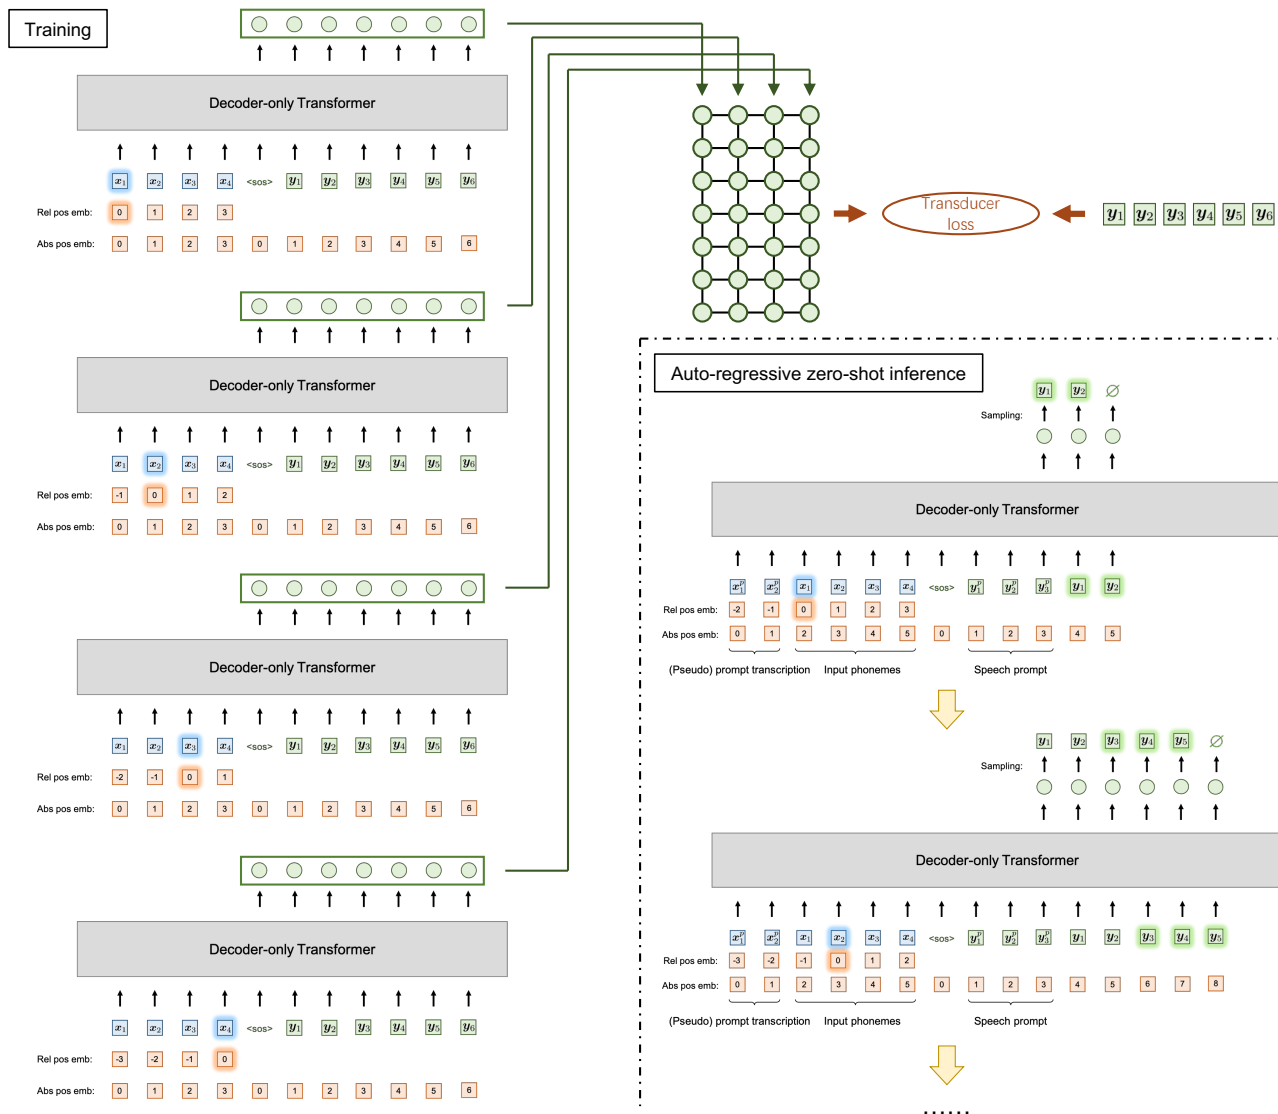 Training
Decoder-only Transformer
x₁ x₂ x₃ x₄ <sos> y₁ y₂ y₃ y₄ y₅ y₆
Rel pos emb: 0 1 2 3
Abs pos emb: 0 1 2 3 0 1 2 3 4 5 6
Decoder-only Transformer
x₁ x₂ x₃ x₄ <sos> y₁ y₂ y₃ y₄ y₅ y₆
Rel pos emb: -1 0 1 2
Abs pos emb: 0 1 2 3 0 1 2 3 4 5 6
Decoder-only Transformer
x₁ x₂ x₃ x₄ <sos> y₁ y₂ y₃ y₄ y₅ y₆
Rel pos emb: -2 -1 0 1
Abs pos emb: 0 1 2 3 0 1 2 3 4 5 6
Decoder-only Transformer
x₁ x₂ x₃ x₄ <sos> y₁ y₂ y₃ y₄ y₅ y₆
Rel pos emb: -3 -2 -1 0
Abs pos emb: 0 1 2 3 0 1 2 3 4 5 6
Transducer
loss
y₁ y₂ y₃ y₄ y₅ y₆
Auto-regressive zero-shot inference
y₁ y₂ ∅
Sampling:
Decoder-only Transformer
x₁ᵖ x₂ᵖ x₁ x₂ x₃ x₄ <sos> y₁ᵖ y₂ᵖ y₃ᵖ y₁ y₂
Rel pos emb: -2 -1 0 1 2 3
Abs pos emb: 0 1 2 3 4 5 0 1 2 3 4 5
(Pseudo) prompt transcription Input phonemes Speech prompt
y₁ y₂ y₃ y₄ y₅ ∅
Sampling:
Decoder-only Transformer
x₁ᵖ x₂ᵖ x₁ x₂ x₃ x₄ <sos> y₁ᵖ y₂ᵖ y₃ᵖ y₁ y₂ y₃ y₄ y₅
Rel pos emb: -3 -2 -1 0 1 2
Abs pos emb: 0 1 2 3 4 5 0 1 2 3 4 5 6 7 8
(Pseudo) prompt transcription Input phonemes Speech prompt
......